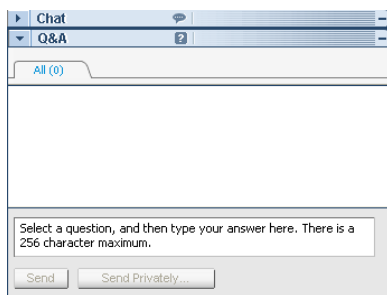 Chat
Q&A
All (0)
Select a question, and then type your answer here. There is a
256 character maximum.
Send Send Privately...